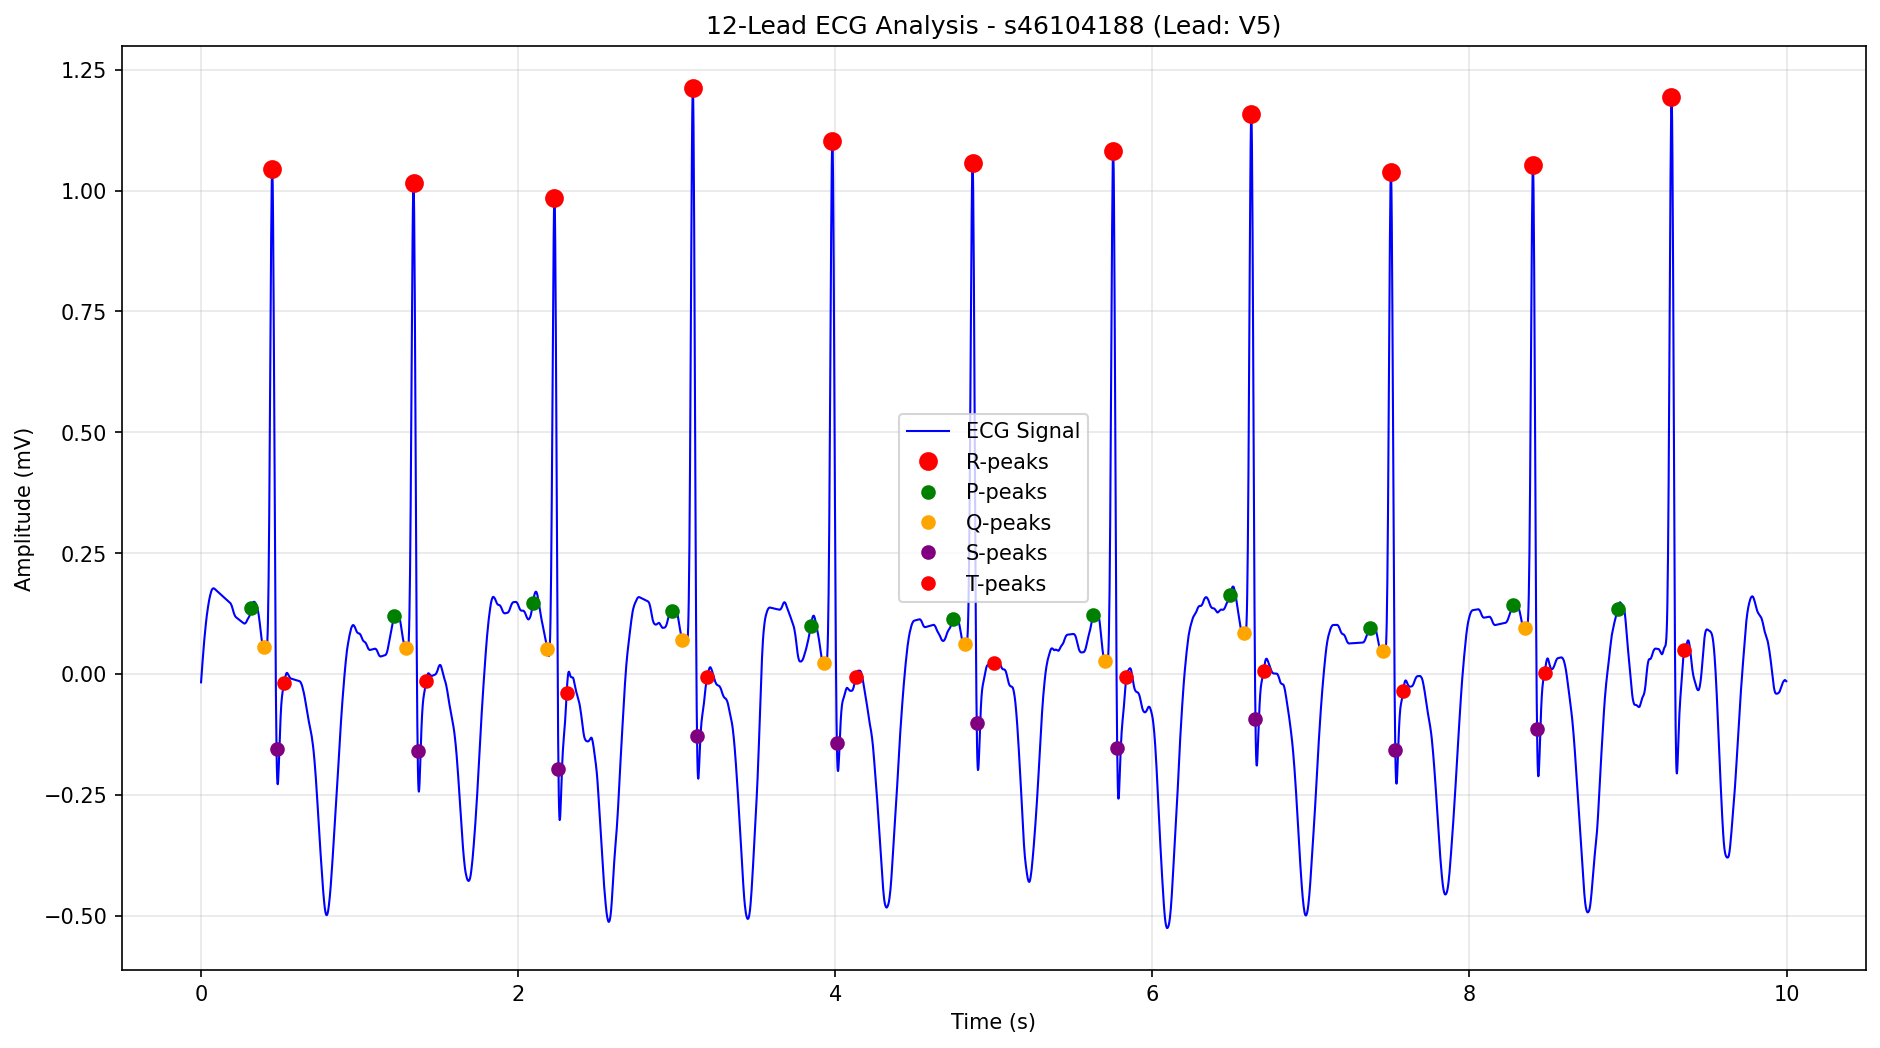 12-Lead ECG Analysis - s46104188 (Lead: V5)
1.25
1.00
0.75
0.50
0.25
0.00
−0.25
−0.50
Amplitude (mV)
ECG Signal
R-peaks
P-peaks
Q-peaks
S-peaks
T-peaks
0 2 4 6 8 10
Time (s)